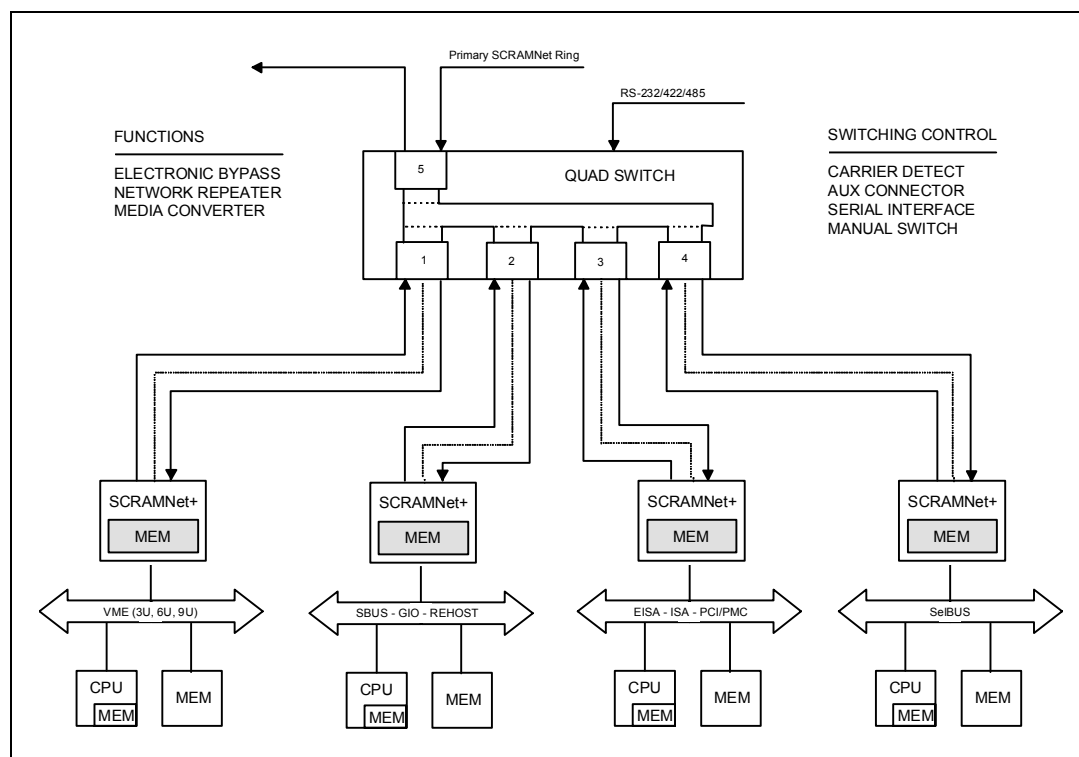 Primary SCRAMNet Ring
RS-232/422/485
FUNCTIONS
ELECTRONIC BYPASS
NETWORK REPEATER
MEDIA CONVERTER
SWITCHING CONTROL
CARRIER DETECT
AUX CONNECTOR
SERIAL INTERFACE
MANUAL SWITCH
5
QUAD SWITCH
1
2
3
4
SCRAMNet+
MEM
SCRAMNet+
MEM
SCRAMNet+
MEM
SCRAMNet+
MEM
VME (3U, 6U, 9U)
SBUS - GIO - REHOST
EISA - ISA - PCI/PMC
SelBUS
CPU
MEM
MEM
CPU
MEM
MEM
CPU
MEM
MEM
CPU
MEM
MEM